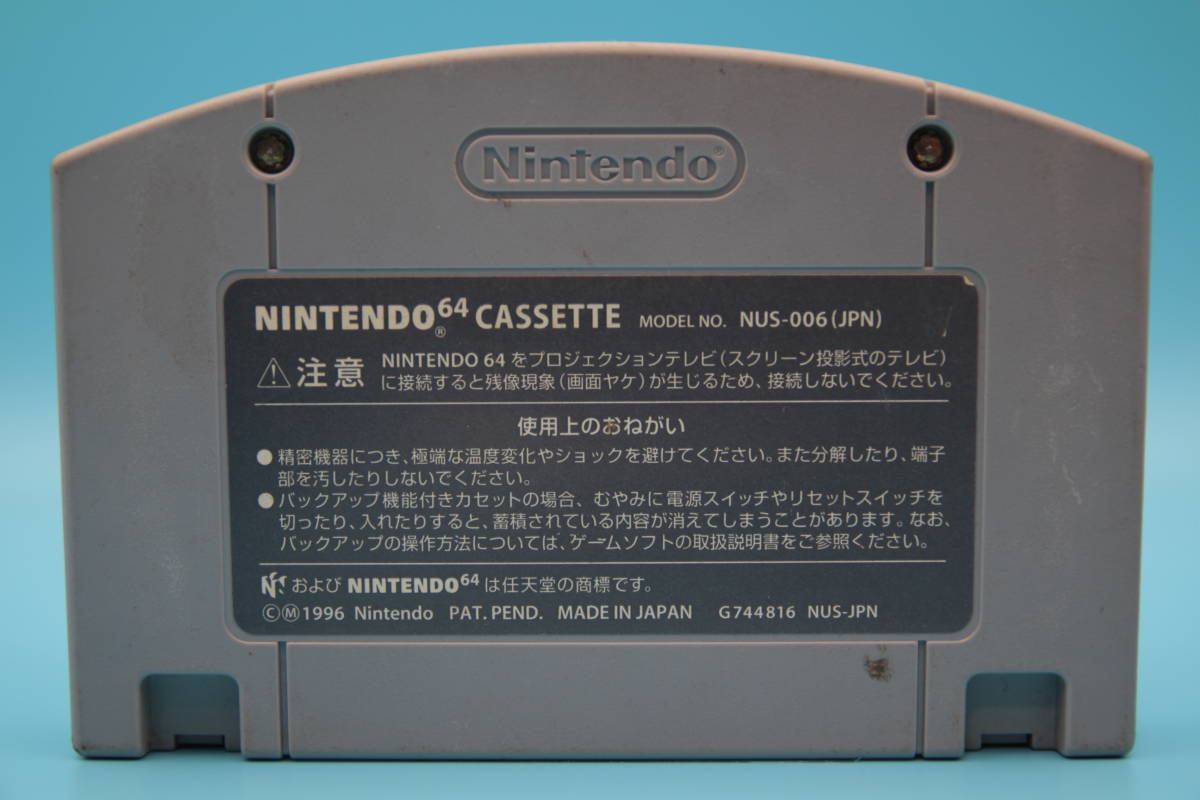 Nintendo®
NINTENDO64® CASSETTE MODEL NO. NUS-006(JPN)
⚠注意 NINTENDO 64 をプロジェクションテレビ(スクリーン投影式のテレビ)
に接続すると残像現象(画面ヤケ)が生じるため、接続しないでください。
使用上のおねがい
●精密機器につき、極端な温度変化やショックを避けてください。また分解したり、端子
部を汚したりしないでください。
●バックアップ機能付きカセットの場合、むやみに電源スイッチやリセットスイッチを
切ったり、入れたりすると、蓄積されている内容が消えてしまうことがあります。なお、
バックアップの操作方法については、ゲームソフトの取扱説明書をご参照ください。
および NINTENDO64 は任天堂の商標です。
ⒸⓂ1996 Nintendo PAT.PEND. MADE IN JAPAN G744816 NUS-JPN